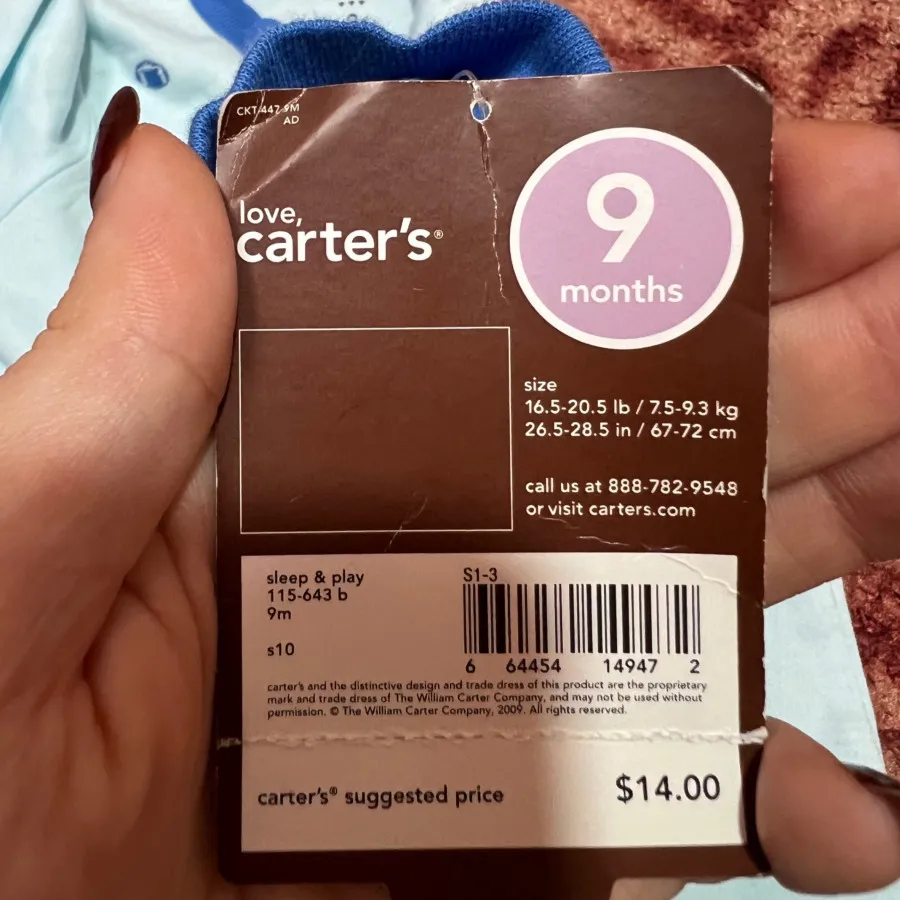 CKT 447 9M
AD
love,
carter's®
9
months
size
16.5-20.5 lb / 7.5-9.3 kg
26.5-28.5 in / 67-72 cm
call us at 888-782-9548
or visit carters.com
sleep & play
115-643 b
9m
s10
S1-3
6 64454 14947 2
carter's and the distinctive design and trade dress of this product are the proprietary
mark and trade dress of The William Carter Company, and may not be used without
permission. © The William Carter Company, 2009. All rights reserved.
carter's® suggested price
$14.00